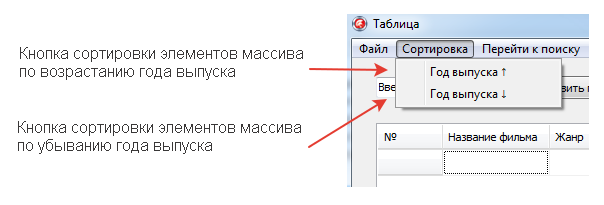 Таблица
Файл Сортировка Перейти к поиску
Кнопка сортировки элементов массива
по возрастанию года выпуска
Год выпуска ↑
Год выпуска ↓
Кнопка сортировки элементов массива
по убыванию года выпуска
№ Название фильма Жанр